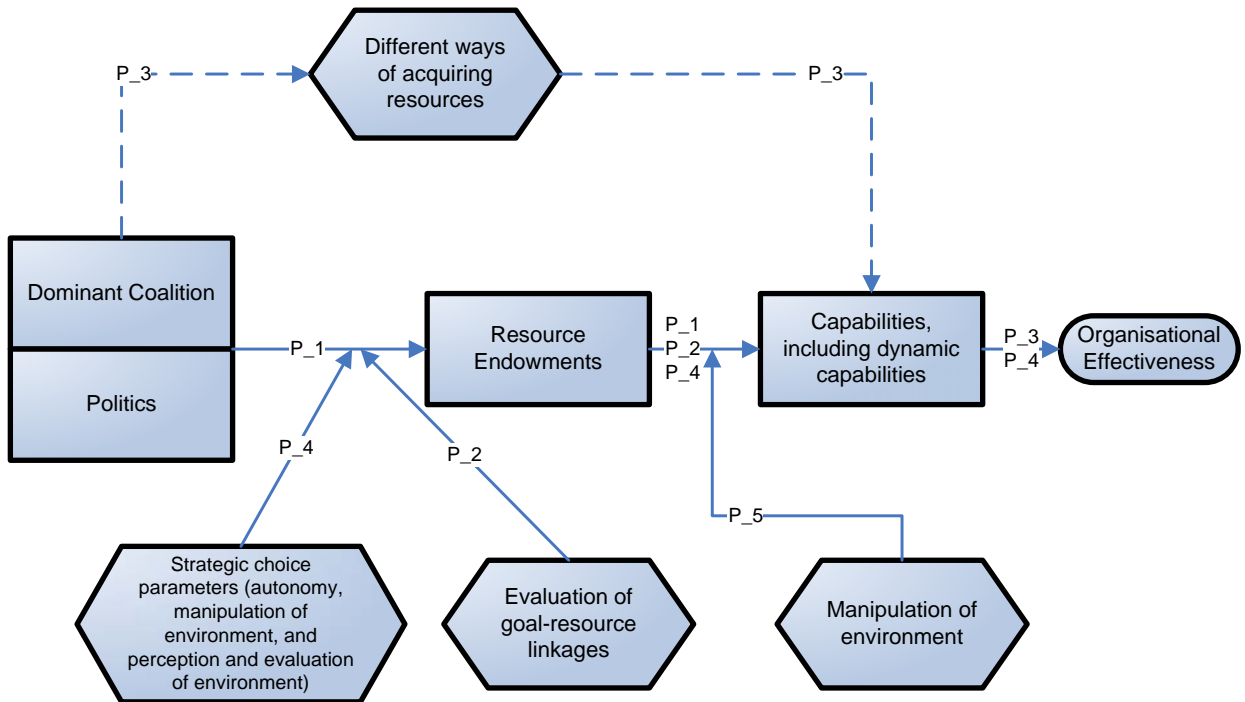 Different ways
of acquiring
resources
P_3
P_3
Dominant Coalition
Politics
P_1
Resource
Endowments
P_1
P_2
P_4
Capabilities,
including dynamic
capabilities
P_3
P_4
Organisational
Effectiveness
P_4
P_2
P_5
Strategic choice
parameters (autonomy,
manipulation of
environment, and
perception and evaluation
of environment)
Evaluation of
goal-resource
linkages
Manipulation of
environment